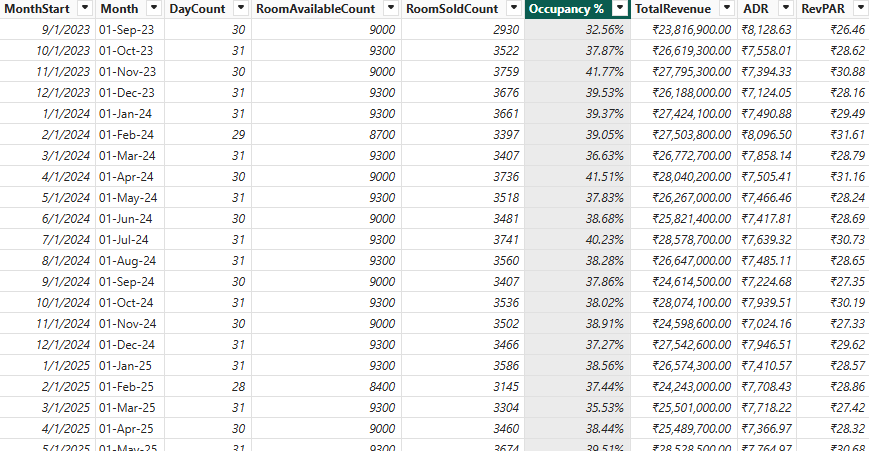 MonthStart Month DayCount RoomAvailableCount RoomSoldCount Occupancy % TotalRevenue ADR RevPAR
9/1/2023 01-Sep-23 30 9000 2930 32.56% ₹23,816,900.00 ₹8,128.63 ₹26.46
10/1/2023 01-Oct-23 31 9300 3522 37.87% ₹26,619,300.00 ₹7,558.01 ₹28.62
11/1/2023 01-Nov-23 30 9000 3759 41.77% ₹27,795,300.00 ₹7,394.33 ₹30.88
12/1/2023 01-Dec-23 31 9300 3676 39.53% ₹26,188,000.00 ₹7,124.05 ₹28.16
1/1/2024 01-Jan-24 31 9300 3661 39.37% ₹27,424,100.00 ₹7,490.88 ₹29.49
2/1/2024 01-Feb-24 29 8700 3397 39.05% ₹27,503,800.00 ₹8,096.50 ₹31.61
3/1/2024 01-Mar-24 31 9300 3407 36.63% ₹26,772,700.00 ₹7,858.14 ₹28.79
4/1/2024 01-Apr-24 30 9000 3736 41.51% ₹28,040,200.00 ₹7,505.41 ₹31.16
5/1/2024 01-May-24 31 9300 3518 37.83% ₹26,267,000.00 ₹7,466.46 ₹28.24
6/1/2024 01-Jun-24 30 9000 3481 38.68% ₹25,821,400.00 ₹7,417.81 ₹28.69
7/1/2024 01-Jul-24 31 9300 3741 40.23% ₹28,578,700.00 ₹7,639.32 ₹30.73
8/1/2024 01-Aug-24 31 9300 3560 38.28% ₹26,647,000.00 ₹7,485.11 ₹28.65
9/1/2024 01-Sep-24 30 9000 3407 37.86% ₹24,614,500.00 ₹7,224.68 ₹27.35
10/1/2024 01-Oct-24 31 9300 3536 38.02% ₹28,074,100.00 ₹7,939.51 ₹30.19
11/1/2024 01-Nov-24 30 9000 3502 38.91% ₹24,598,600.00 ₹7,024.16 ₹27.33
12/1/2024 01-Dec-24 31 9300 3466 37.27% ₹27,542,600.00 ₹7,946.51 ₹29.62
1/1/2025 01-Jan-25 31 9300 3586 38.56% ₹26,574,300.00 ₹7,410.57 ₹28.57
2/1/2025 01-Feb-25 28 8400 3145 37.44% ₹24,243,000.00 ₹7,708.43 ₹28.86
3/1/2025 01-Mar-25 31 9300 3304 35.53% ₹25,501,000.00 ₹7,718.22 ₹27.42
4/1/2025 01-Apr-25 30 9000 3460 38.44% ₹25,489,700.00 ₹7,366.97 ₹28.32
5/1/2025 01-May-25 31 9300 3674 39.51% ₹28,528,500.00 ₹7,764.97 ₹30.68